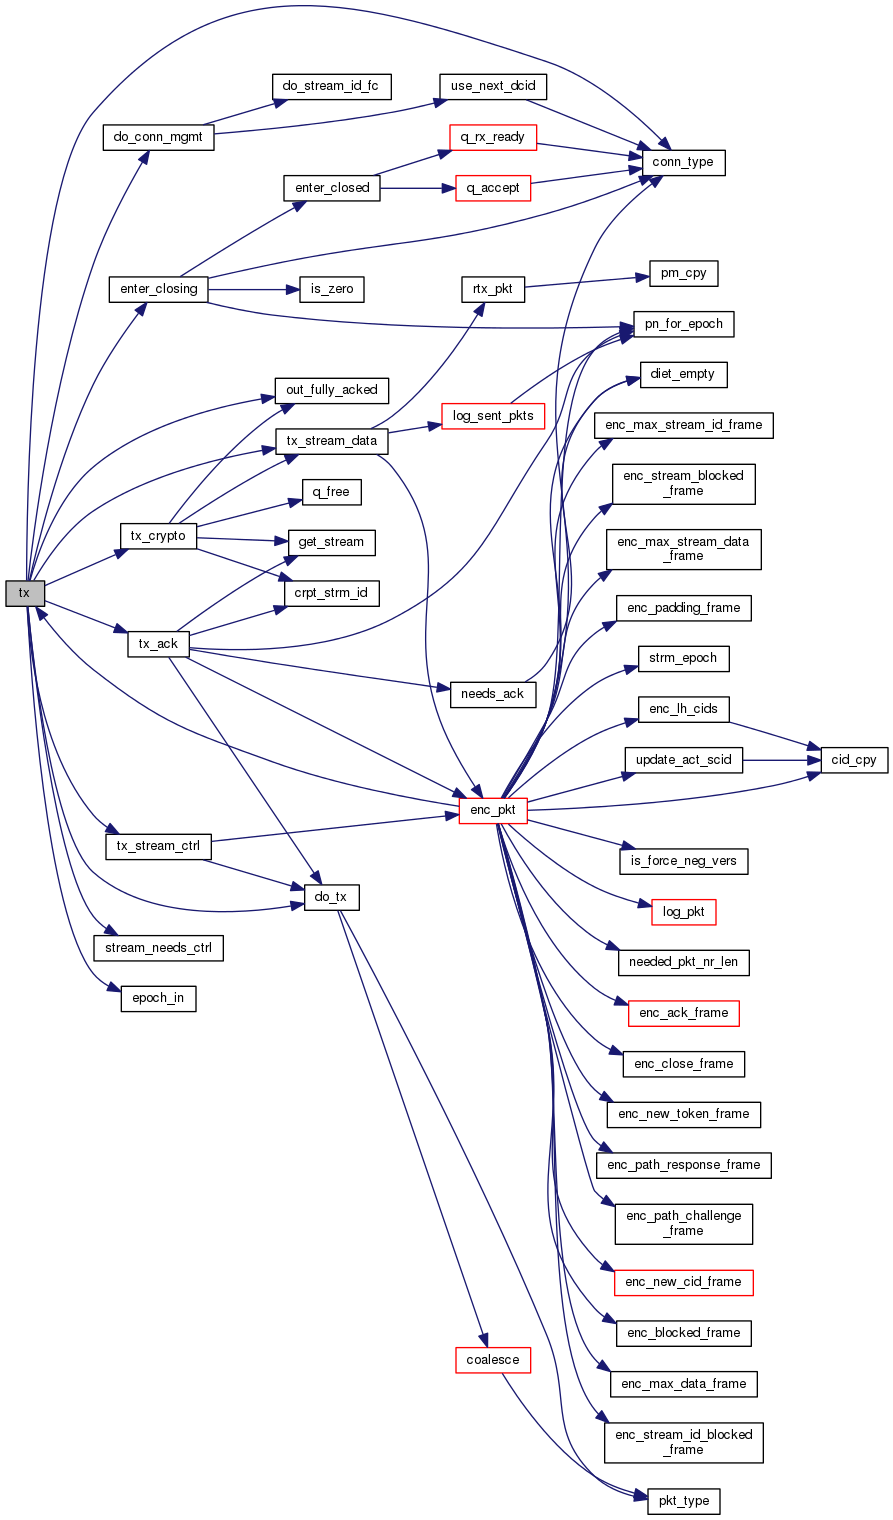 do_stream_id_fc
use_next_dcid
do_conn_mgmt
q_rx_ready
conn_type
enter_closed
q_accept
pm_cpy
enter_closing
is_zero
rtx_pkt
pn_for_epoch
diet_empty
out_fully_acked
log_sent_pkts
enc_max_stream_id_frame
tx_stream_data
enc_stream_blocked
_frame
q_free
tx_crypto
get_stream
enc_max_stream_data
_frame
tx
crpt_strm_id
enc_padding_frame
tx_ack
strm_epoch
needs_ack
enc_lh_cids
update_act_scid
cid_cpy
enc_pkt
tx_stream_ctrl
is_force_neg_vers
do_tx
log_pkt
stream_needs_ctrl
needed_pkt_nr_len
epoch_in
enc_ack_frame
enc_close_frame
enc_new_token_frame
enc_path_response_frame
enc_path_challenge
_frame
enc_new_cid_frame
enc_blocked_frame
coalesce
enc_max_data_frame
enc_stream_id_blocked
_frame
pkt_type